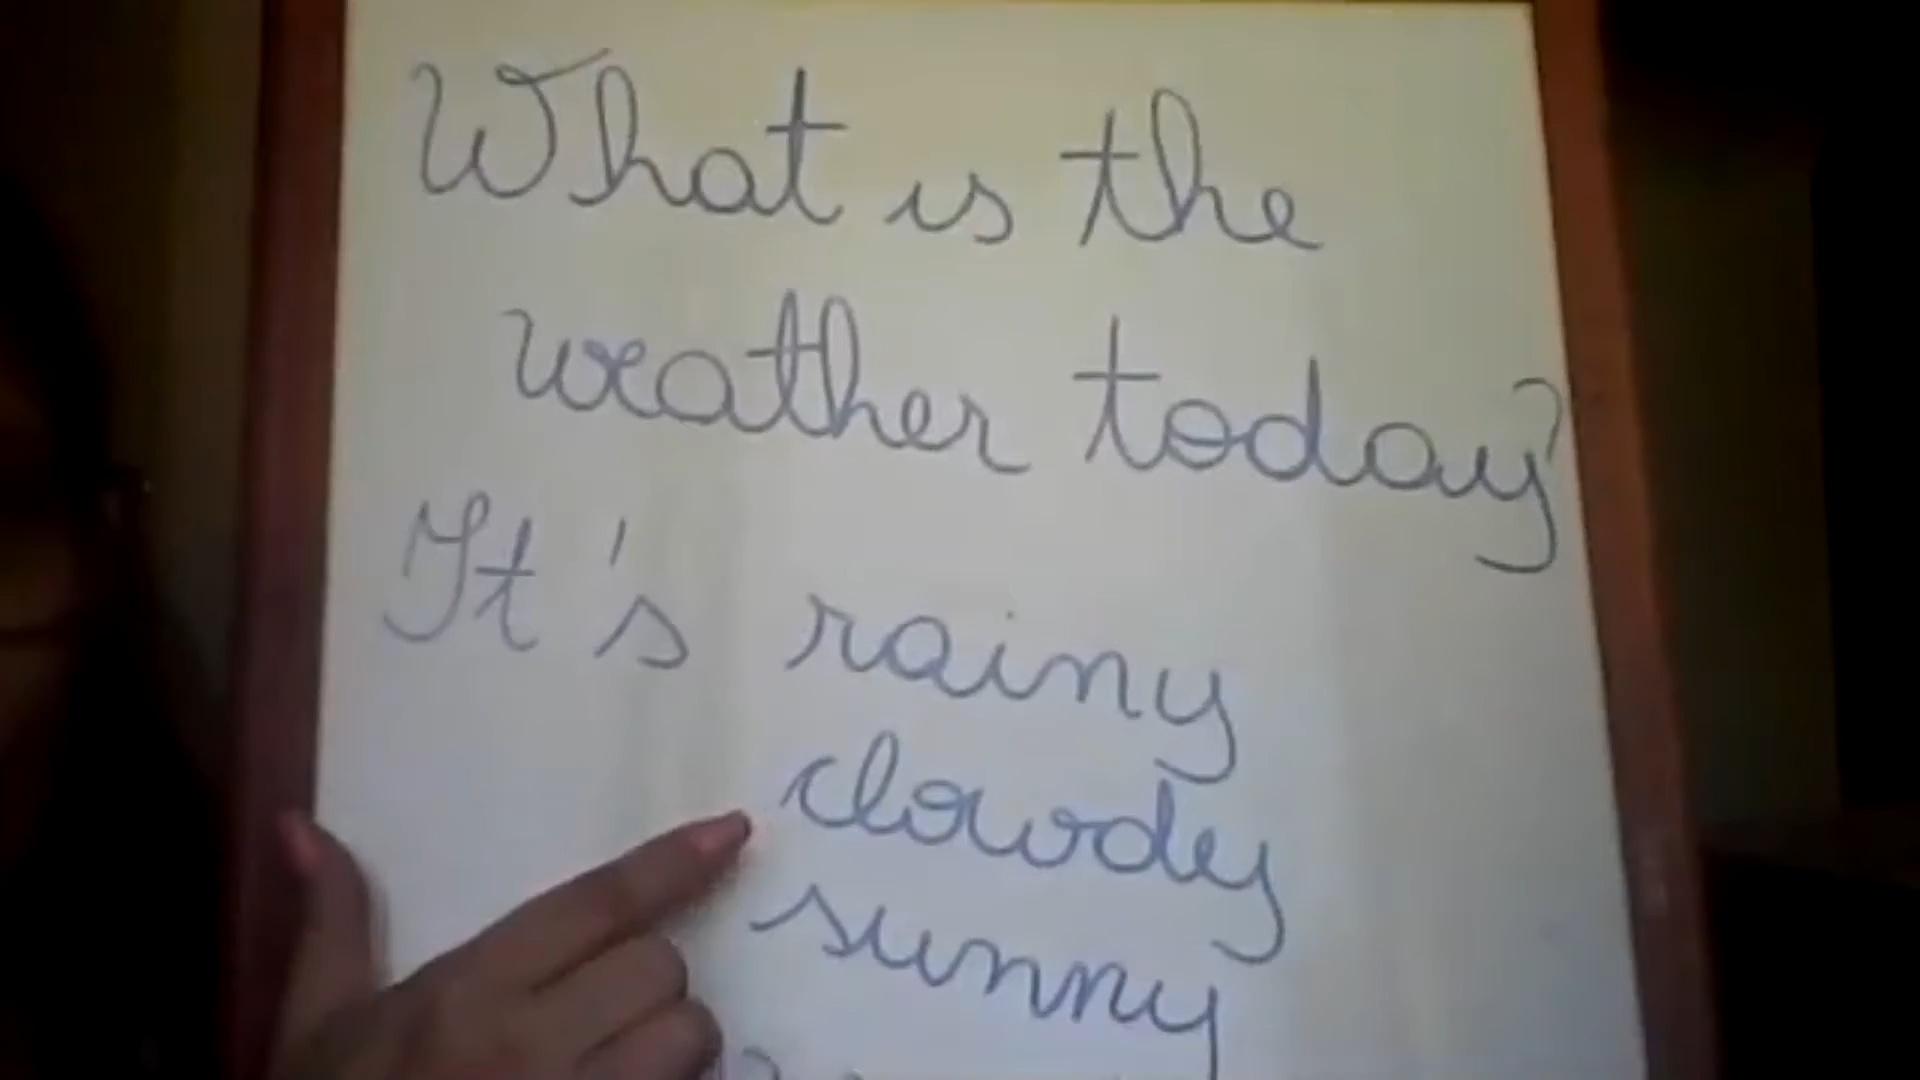 What is the
weather today?
It's rainy
cloudy
sunny